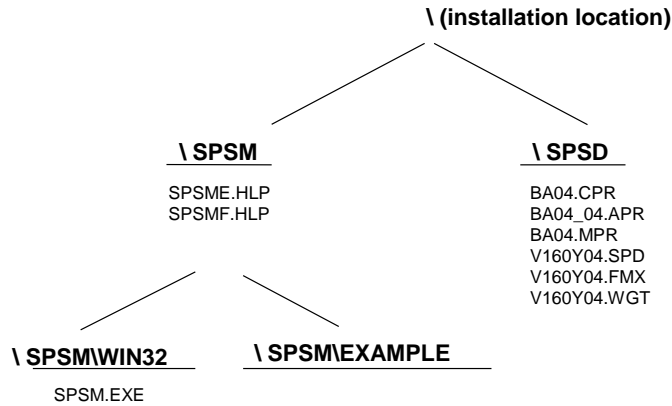 \ (installation location)
\ SPSM
SPSME.HLP
SPSMF.HLP
\ SPSD
BA04.CPR
BA04_04.APR
BA04.MPR
V160Y04.SPD
V160Y04.FMX
V160Y04.WGT
\ SPSM\WIN32
SPSM.EXE
\ SPSM\EXAMPLE